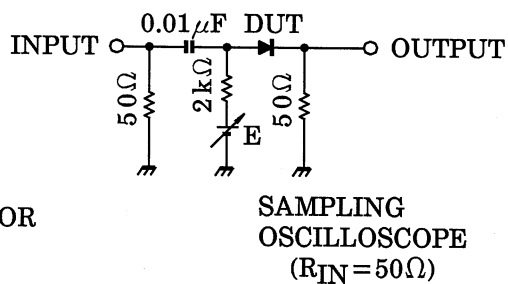 0.01μF DUT
INPUT OUTPUT
50Ω 2kΩ 50Ω
E
OR
SAMPLING
OSCILLOSCOPE
(RIN=50Ω)